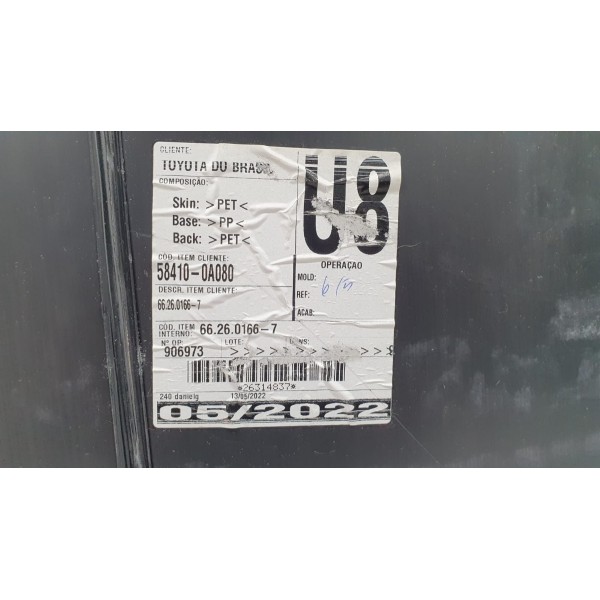 CLIENTE:
TOYOTA DO BRASIL
COMPOSIÇÃO:
Skin: >PET<
Base: >PP<
Back: >PET<
U8
CÓD. ITEM CLIENTE:
58410-0A080
DESCR. ITEM CLIENTE:
66.26.0166-7
OPERAÇÃO
MOLD:
REF:
ACAB:
CÓD. ITEM INTERNO: 66.26.0166-7
Nº OP: LOTE:
906973 >>>>>>>>>>>>
*26314837*
240 danielg 13/05/2022
05/2022